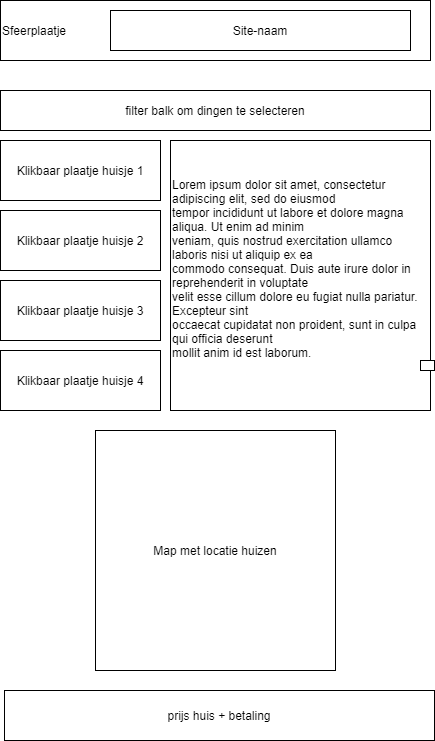 Sfeerplaatje
Site-naam
filter balk om dingen te selecteren
Klikbaar plaatje huisje 1
Klikbaar plaatje huisje 2
Klikbaar plaatje huisje 3
Klikbaar plaatje huisje 4
Lorem ipsum dolor sit amet, consectetur
adipiscing elit, sed do eiusmod
tempor incididunt ut labore et dolore magna
aliqua. Ut enim ad minim
veniam, quis nostrud exercitation ullamco
laboris nisi ut aliquip ex ea
commodo consequat. Duis aute irure dolor in
reprehenderit in voluptate
velit esse cillum dolore eu fugiat nulla pariatur.
Excepteur sint
occaecat cupidatat non proident, sunt in culpa
qui officia deserunt
mollit anim id est laborum.
Map met locatie huizen
prijs huis + betaling